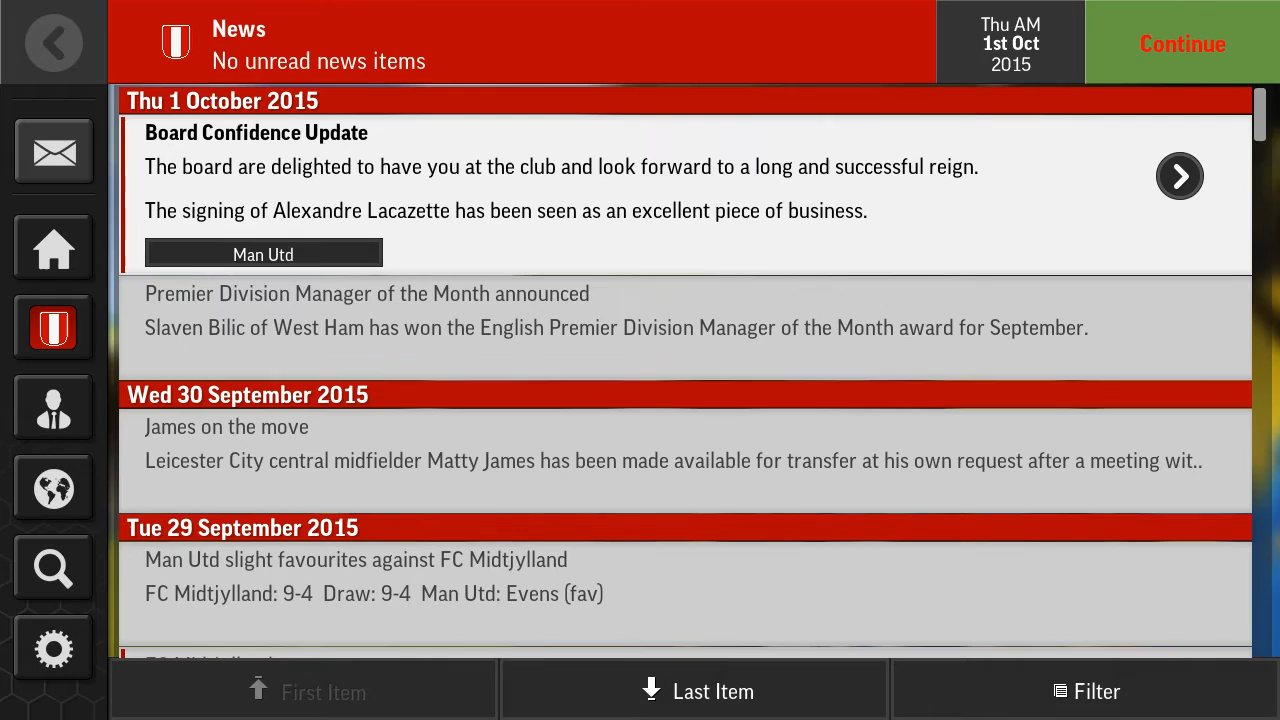 News
No unread news items
Thu AM
1st Oct
2015
Continue
Thu 1 October 2015
Board Confidence Update
The board are delighted to have you at the club and look forward to a long and successful reign.
The signing of Alexandre Lacazette has been seen as an excellent piece of business.
Man Utd
Premier Division Manager of the Month announced
Slaven Bilic of West Ham has won the English Premier Division Manager of the Month award for September.
Wed 30 September 2015
James on the move
Leicester City central midfielder Matty James has been made available for transfer at his own request after a meeting wit..
Tue 29 September 2015
Man Utd slight favourites against FC Midtjylland
FC Midtjylland: 9-4 Draw: 9-4 Man Utd: Evens (fav)
First Item
Last Item
Filter